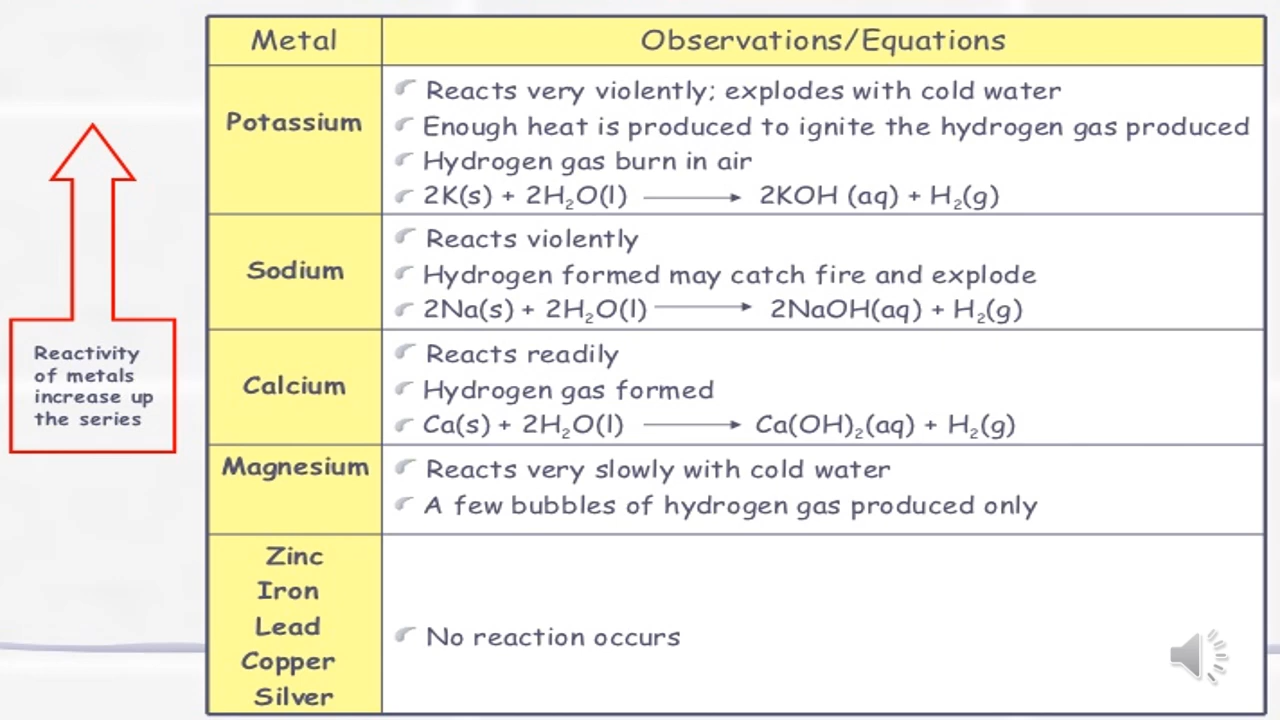 Metal
Observations/Equations
Potassium
Reacts very violently; explodes with cold water
Enough heat is produced to ignite the hydrogen gas produced
Hydrogen gas burn in air
2K(s) + 2H₂O(l) ⟶ 2KOH (aq) + H₂(g)
Sodium
Reacts violently
Hydrogen formed may catch fire and explode
2Na(s) + 2H₂O(l) ⟶ 2NaOH(aq) + H₂(g)
Calcium
Reacts readily
Hydrogen gas formed
Ca(s) + 2H₂O(l) ⟶ Ca(OH)₂(aq) + H₂(g)
Magnesium
Reacts very slowly with cold water
A few bubbles of hydrogen gas produced only
Zinc
Iron
Lead
Copper
Silver
No reaction occurs
Reactivity
of metals
increase up
the series